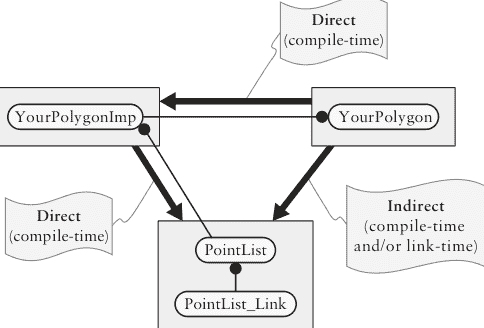 Direct
(compile-time)
YourPolygonImp
YourPolygon
Direct
(compile-time)
Indirect
(compile-time
and/or link-time)
PointList
PointList_Link